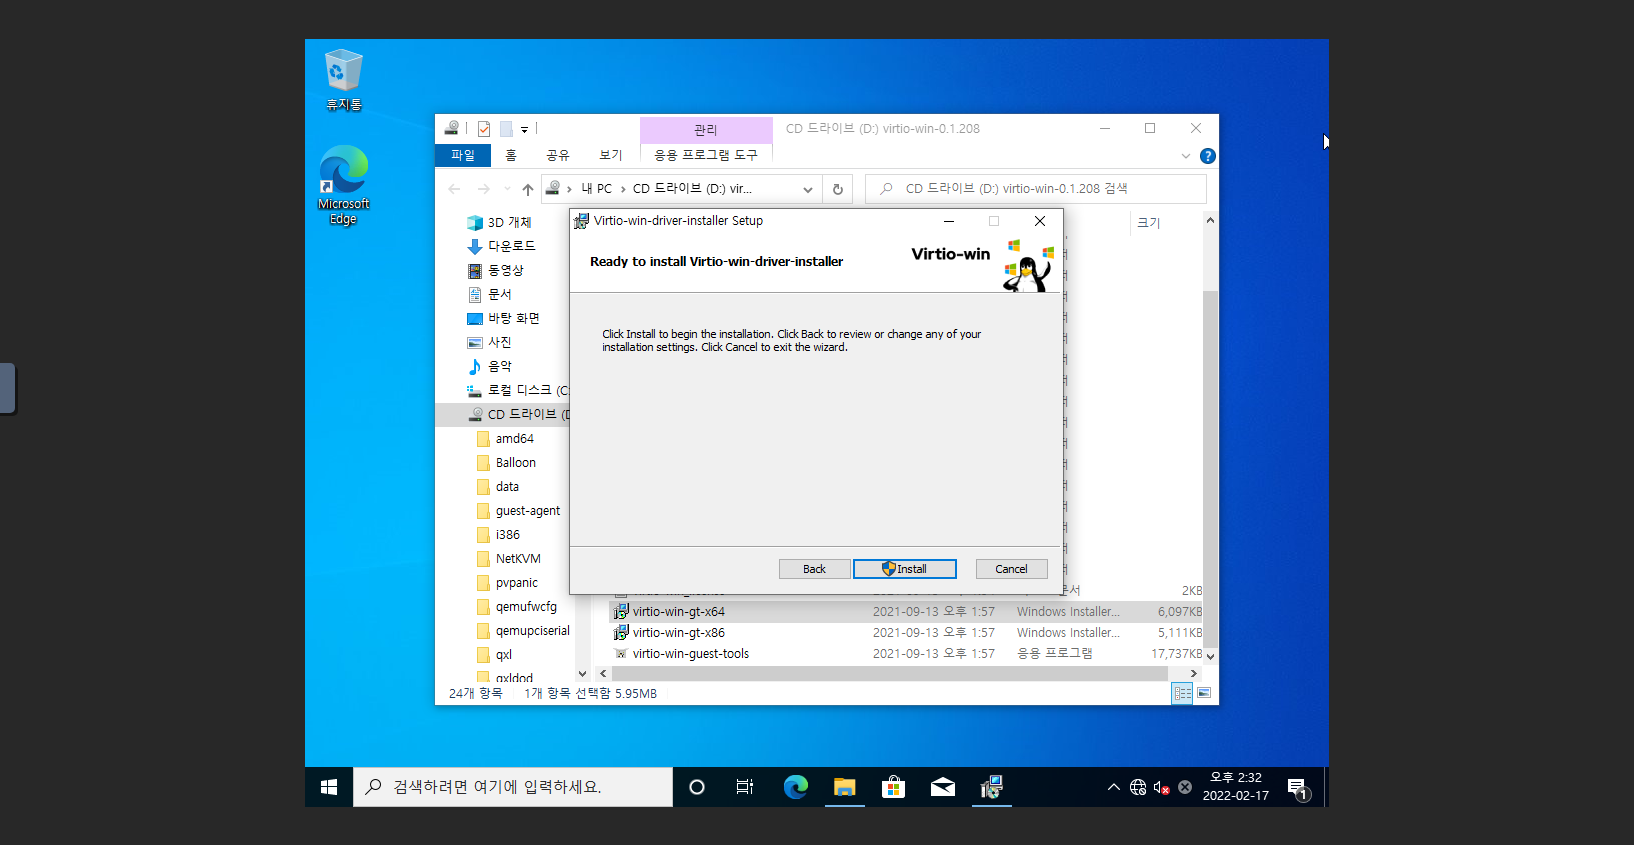 휴지통
Microsoft
Edge
관리
CD 드라이브 (D:) virtio-win-0.1.208
파일
홈
공유
보기
응용 프로그램 도구
내 PC
CD 드라이브 (D:) vir...
CD 드라이브 (D:) virtio-win-0.1.208 검색
3D 개체
다운로드
동영상
문서
바탕 화면
사진
음악
로컬 디스크 (C:
CD 드라이브 (D
amd64
Balloon
data
guest-agent
i386
NetKVM
pvpanic
qemufwcfg
qemupciserial
qxl
qxldod
크기
Virtio-win-driver-installer Setup
Ready to install Virtio-win-driver-installer
Virtio-win
Click Install to begin the installation. Click Back to review or change any of your
installation settings. Click Cancel to exit the wizard.
Back
Install
Cancel
문서
2KB
virtio-win-gt-x64
2021-09-13 오후 1:57
Windows Installer...
6,097KB
virtio-win-gt-x86
2021-09-13 오후 1:57
Windows Installer...
5,111KB
virtio-win-guest-tools
2021-09-13 오후 1:57
응용 프로그램
17,737KB
24개 항목
1개 항목 선택함 5.95MB
검색하려면 여기에 입력하세요.
오후 2:32
2022-02-17
1